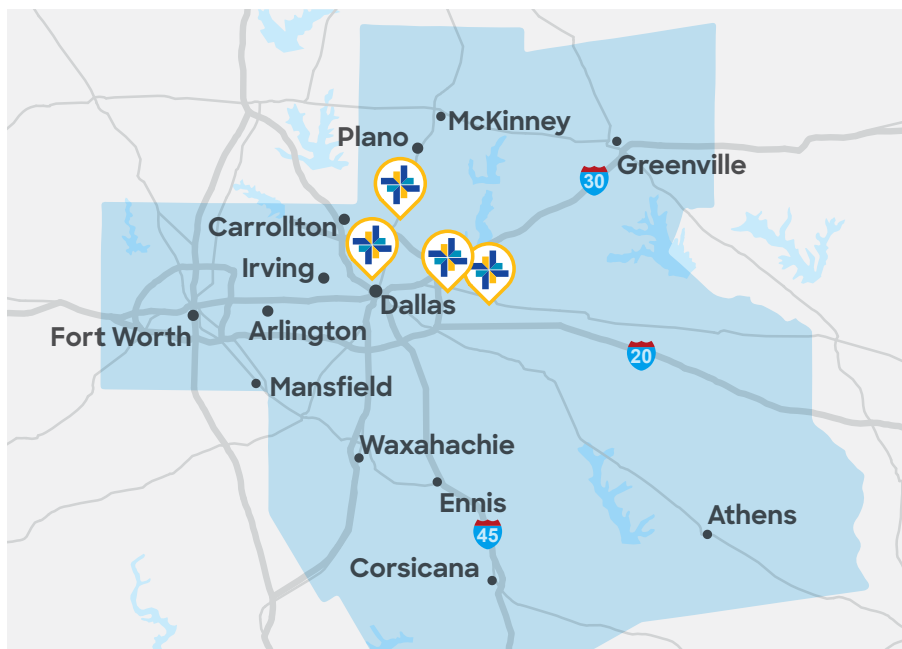 McKinney
Plano
Greenville
30
Carrollton
Irving
Dallas
Fort Worth
Arlington
20
Mansfield
Waxahachie
Ennis
Athens
45
Corsicana